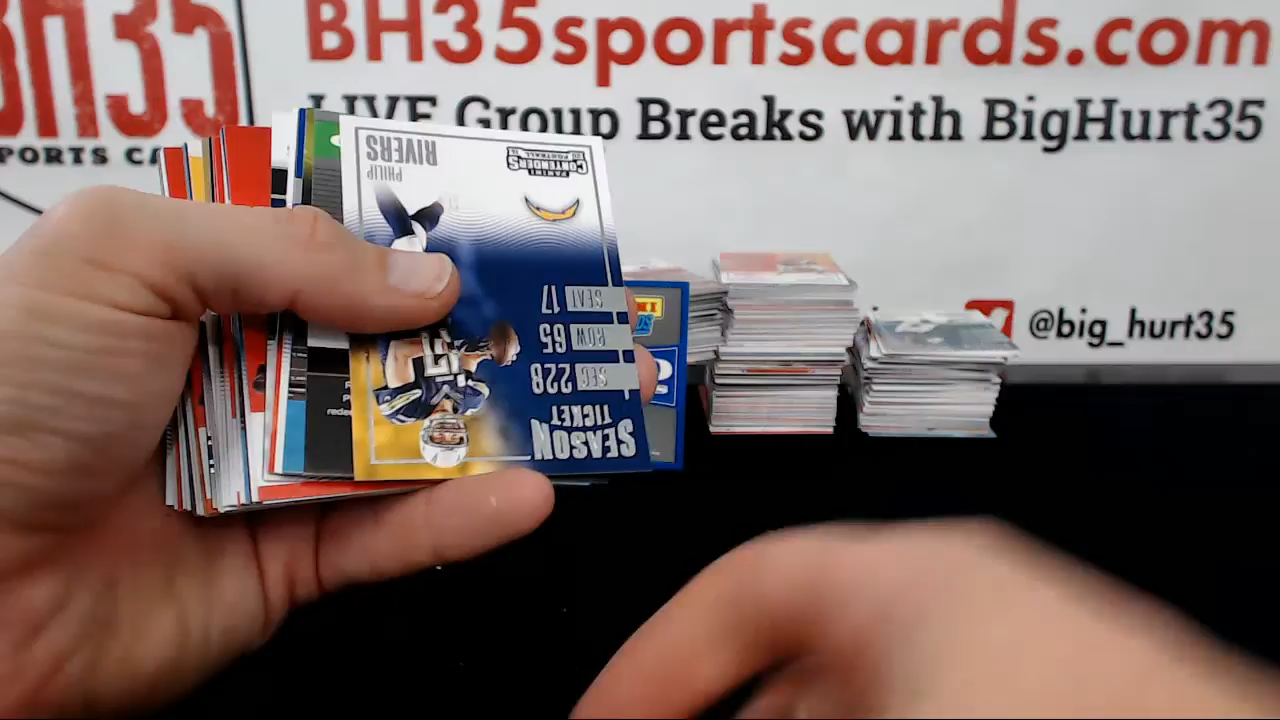 BH35
SPORTS CA
BH35sportscards.com
LIVE Group Breaks with BigHurt35
@big_hurt35
PHILIP
RIVERS
PANINI
CONTENDERS
FOOTBALL
SEAT 17
ROW 65
SEC 228
SEASON
TICKET